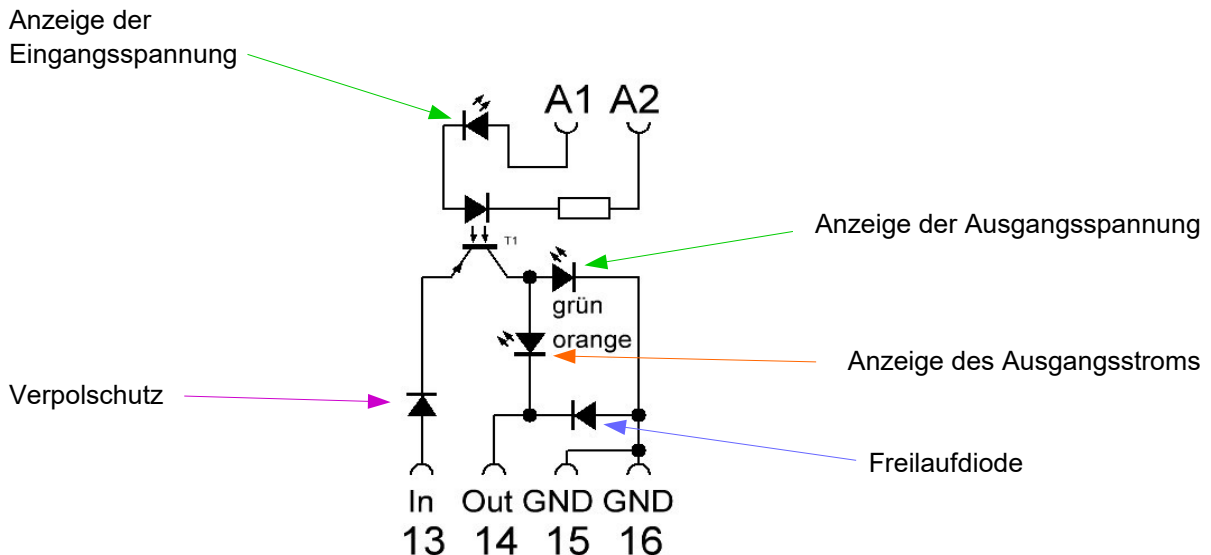 Anzeige der
Eingangsspannung
A1 A2
T1
Anzeige der Ausgangsspannung
grün
orange
Anzeige des Ausgangsstroms
Verpolschutz
Freilaufdiode
In Out GND GND
13 14 15 16